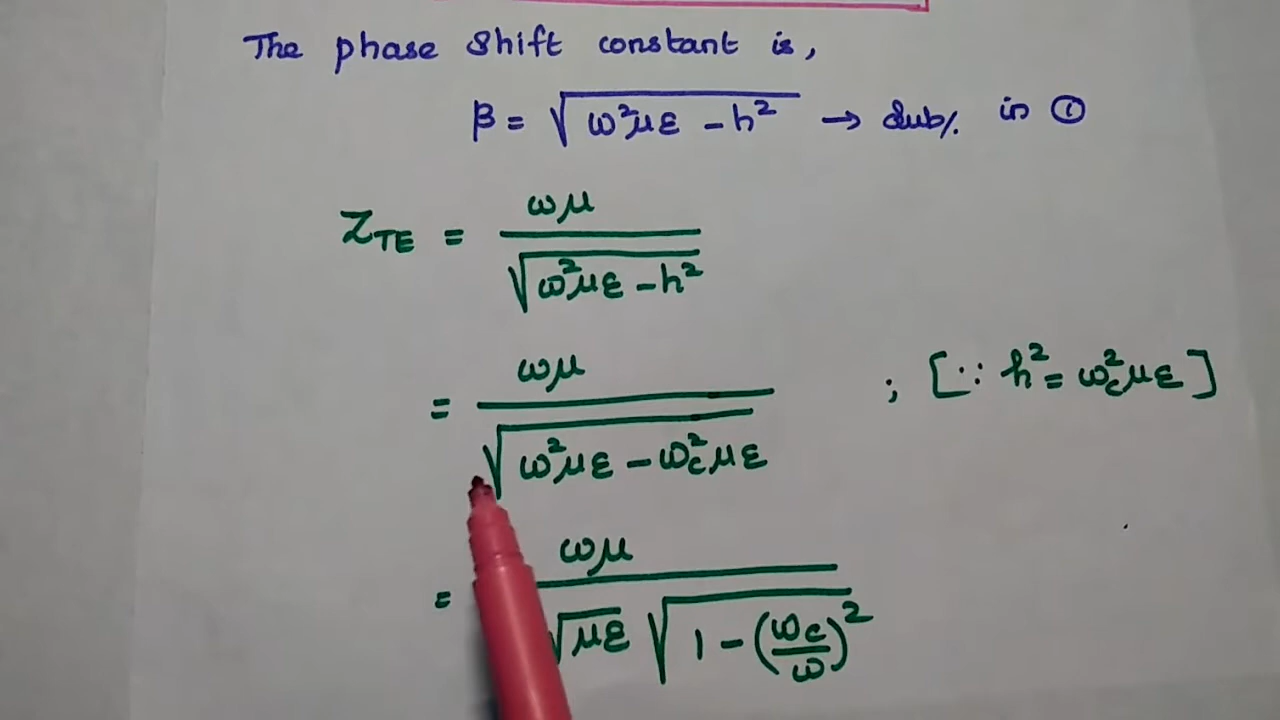 The phase shift constant is,
β = √(ω²με - h²) → sub/. in ①
Z_TE = ωμ / √(ω²με - h²)
= ωμ / √(ω²με - ω_c²με) ; [∵ h² = ω_c²με]
= ωμ / √με √(1 - (ω_c/ω)²)